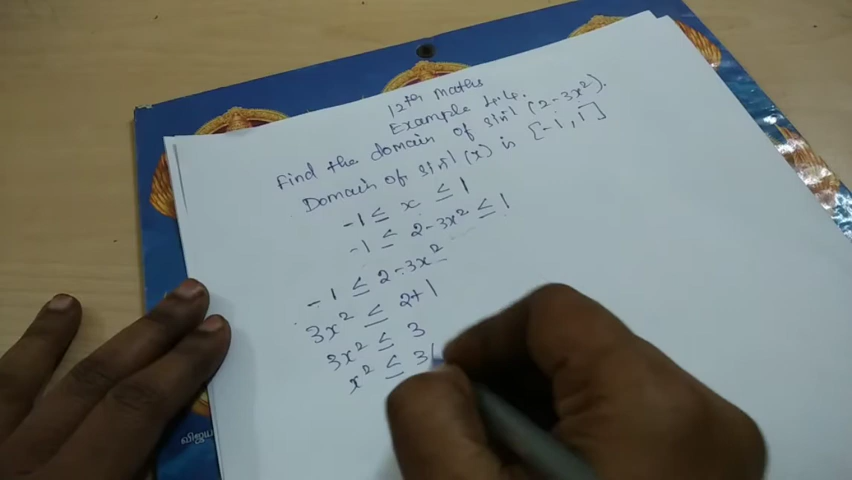 12th Maths
Example 4.4.
Find the domain of sin⁻¹ (2-3x²).
Domain of sin⁻¹(x) is [-1, 1]
-1 ≤ x ≤ 1
-1 ≤ 2-3x² ≤ 1
-1 ≤ 2-3x²
3x² ≤ 2+1
3x² ≤ 3
x² ≤ 3/
விஜய